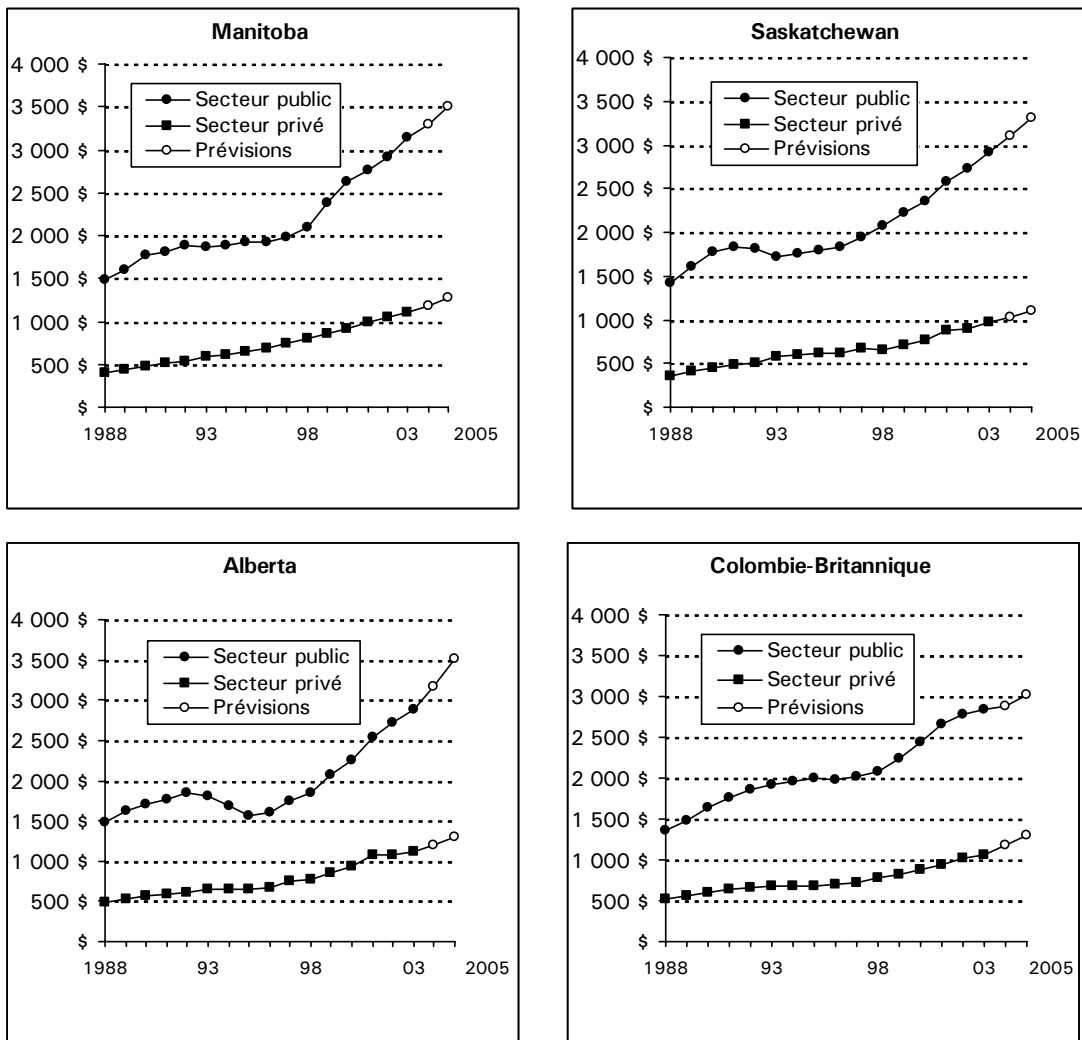 Manitoba
4 000 $
3 500 $
3 000 $
2 500 $
2 000 $
1 500 $
1 000 $
500 $
$
Secteur public
Secteur privé
Prévisions
1988 93 98 03 2005
Saskatchewan
4 000 $
3 500 $
3 000 $
2 500 $
2 000 $
1 500 $
1 000 $
500 $
$
Secteur public
Secteur privé
Prévisions
1988 93 98 03 2005
Alberta
4 000 $
3 500 $
3 000 $
2 500 $
2 000 $
1 500 $
1 000 $
500 $
$
Secteur public
Secteur privé
Prévisions
1988 93 98 03 2005
Colombie-Britannique
4 000 $
3 500 $
3 000 $
2 500 $
2 000 $
1 500 $
1 000 $
500 $
$
Secteur public
Secteur privé
Prévisions
1988 93 98 03 2005